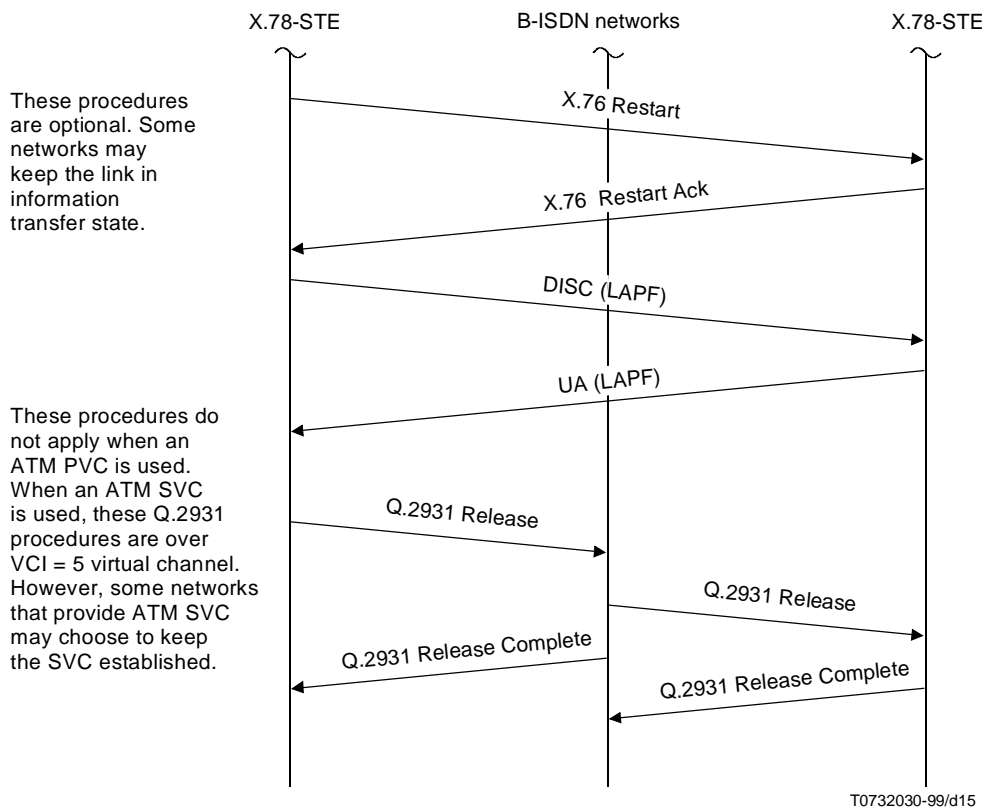 X.78-STE
B-ISDN networks
X.78-STE
These procedures
are optional. Some
networks may
keep the link in
information
transfer state.
X.76 Restart
X.76 Restart Ack
DISC (LAPF)
UA (LAPF)
These procedures do
not apply when an
ATM PVC is used.
When an ATM SVC
is used, these Q.2931
procedures are over
VCI = 5 virtual channel.
However, some networks
that provide ATM SVC
may choose to keep
the SVC established.
Q.2931 Release
Q.2931 Release
Q.2931 Release Complete
Q.2931 Release Complete
T0732030-99/d15